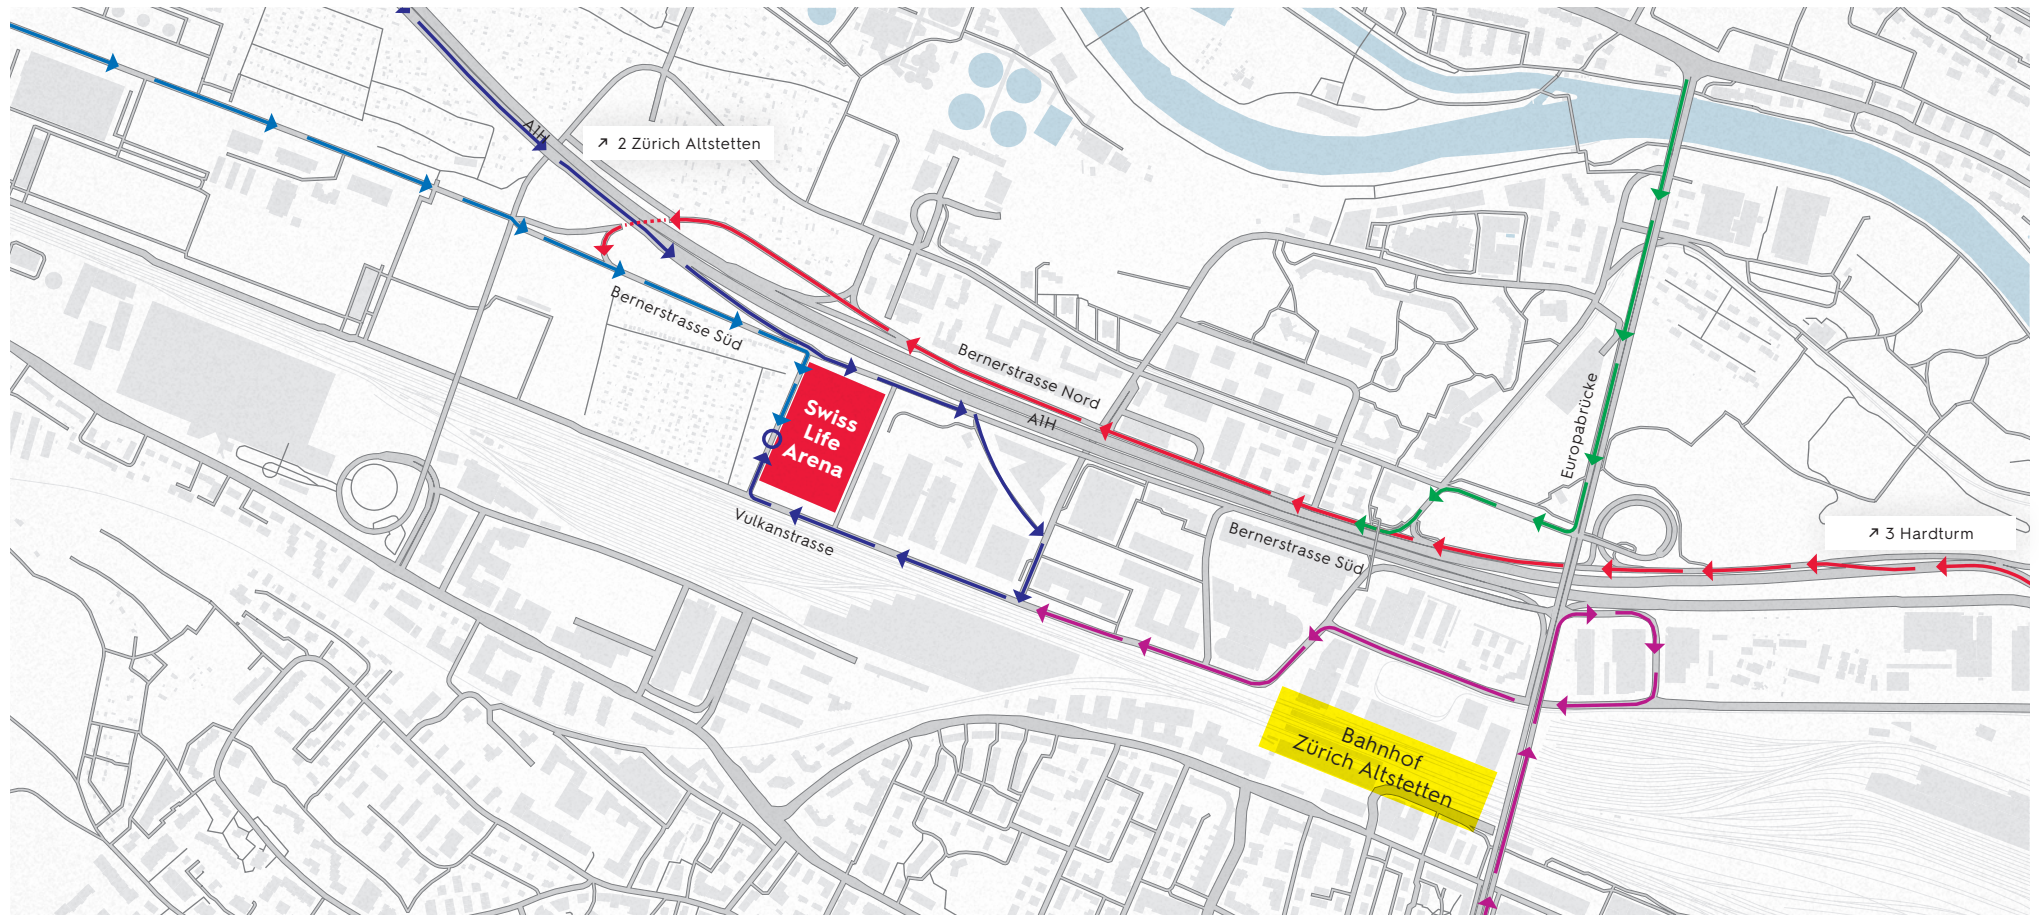 A1H
↗ 2 Zürich Altstetten
Bernerstrasse Süd
Bernerstrasse Nord
Swiss
Life
Arena
A1H
Europabrücke
Vulkanstrasse
Bernerstrasse Süd
↗ 3 Hardturm
Bahnhof
Zürich Altstetten